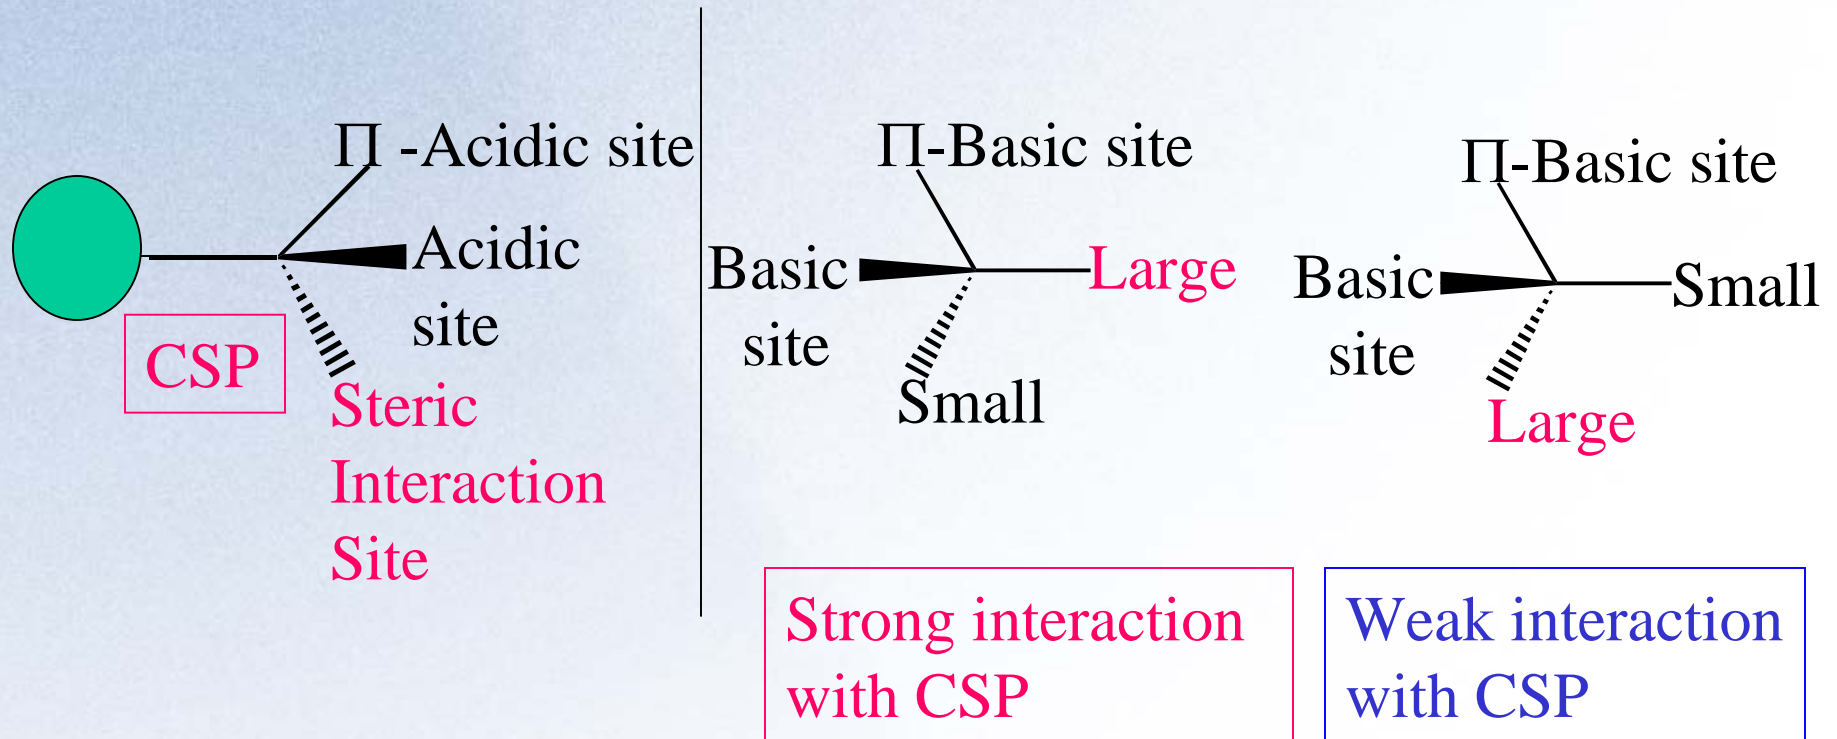 Π -Acidic site
Acidic
site
CSP
Steric
Interaction
Site
Π-Basic site
Basic
site
Large
Small
Π-Basic site
Basic
site
Small
Large
Strong interaction
with CSP
Weak interaction
with CSP